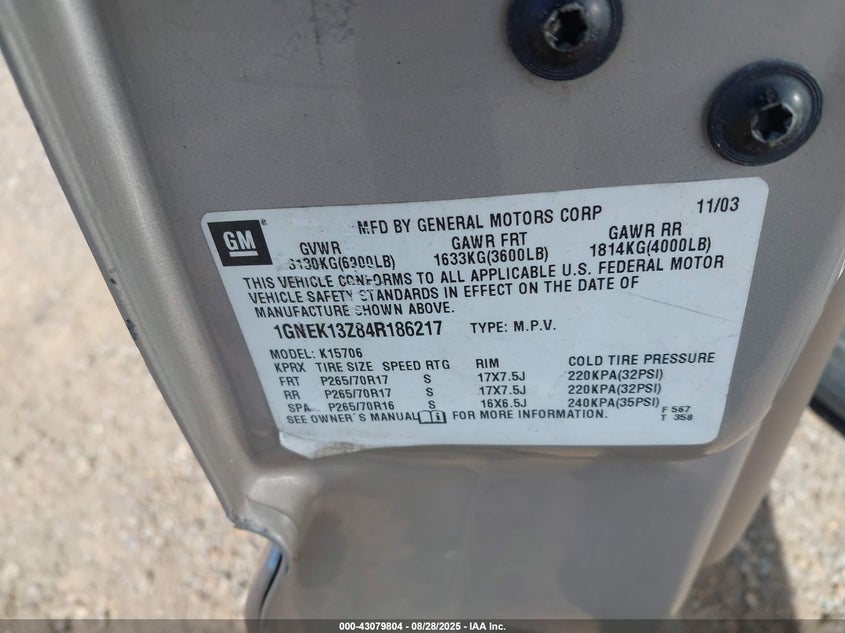 11/03
MFD BY GENERAL MOTORS CORP
GM
GVWR GAWR FRT GAWR RR
3130KG(6900LB) 1633KG(3600LB) 1814KG(4000LB)
THIS VEHICLE CONFORMS TO ALL APPLICABLE U.S. FEDERAL MOTOR
VEHICLE SAFETY STANDARDS IN EFFECT ON THE DATE OF
MANUFACTURE SHOWN ABOVE.
1GNEK13Z84R186217 TYPE: M.P.V.
MODEL: K15706
KPRX TIRE SIZE SPEED RTG RIM COLD TIRE PRESSURE
FRT P265/70R17 S 17X7.5J 220KPA(32PSI)
RR P265/70R17 S 17X7.5J 220KPA(32PSI)
SPA P265/70R16 S 16X6.5J 240KPA(35PSI)
SEE OWNER'S MANUAL FOR MORE INFORMATION.
F 567
T 358
000-43079804 | 08/28/2025 - IAA Inc.